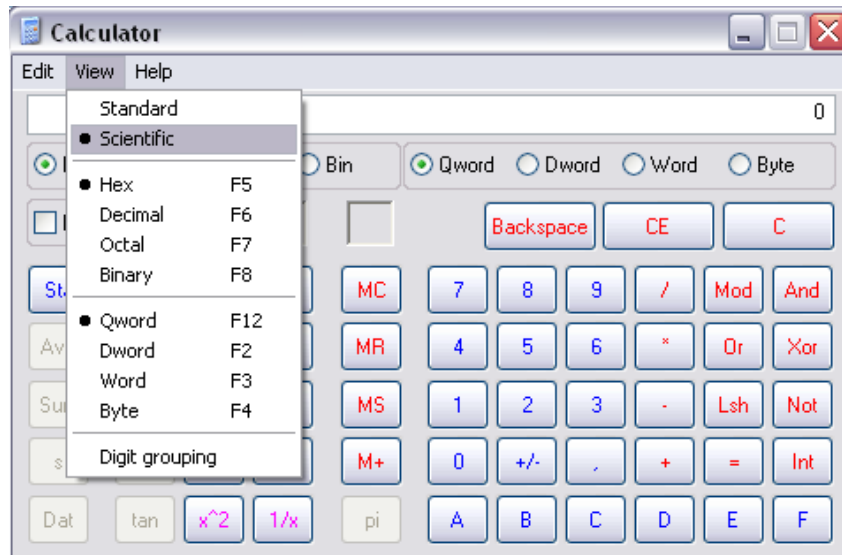 Calculator
Edit View Help
0
Standard
Scientific
Hex F5
Decimal F6
Octal F7
Binary F8
Qword F12
Dword F2
Word F3
Byte F4
Digit grouping
Bin Qword Dword Word Byte
Backspace CE C
MC 7 8 9 / Mod And
MR 4 5 6 * Or Xor
MS 1 2 3 - Lsh Not
M+ 0 +/- , + = Int
Dat tan x^2 1/x pi A B C D E F